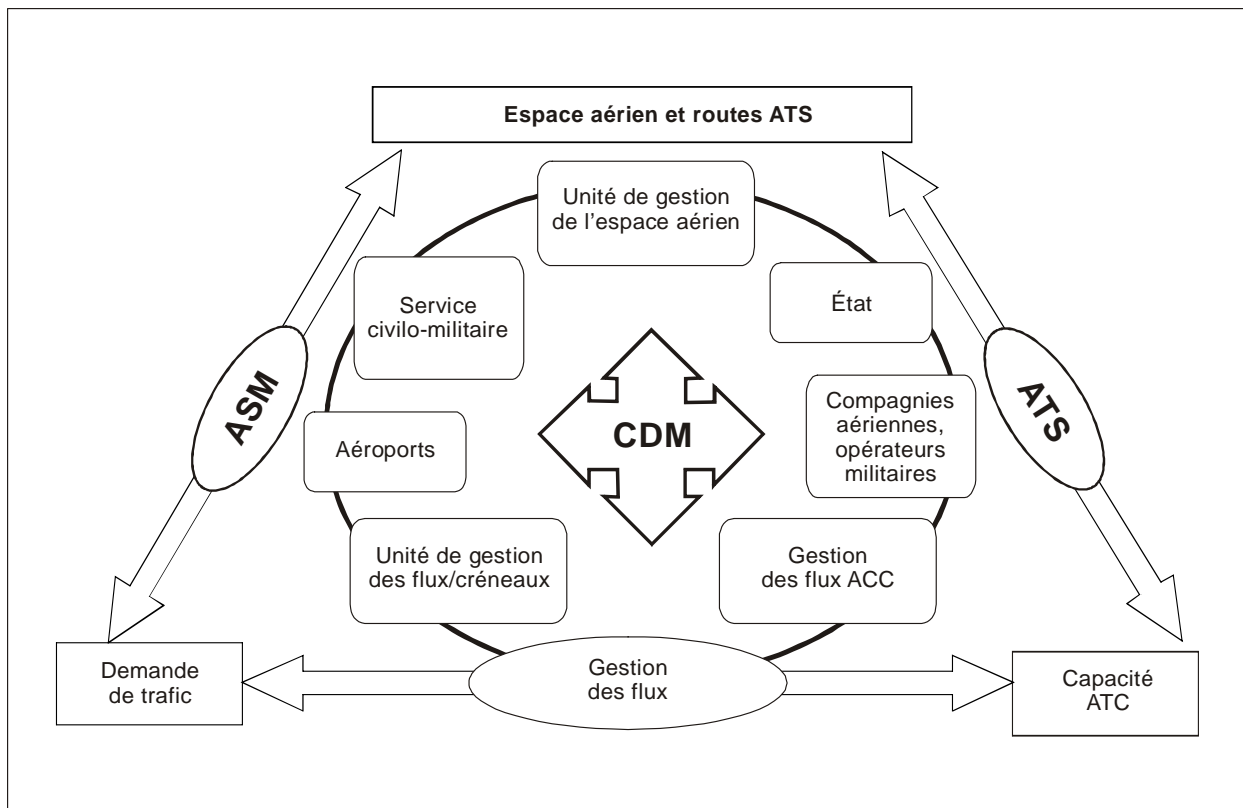 Espace aérien et routes ATS
Unité de gestion
de l'espace aérien
Service
civilo-militaire
État
ASM
ATS
CDM
Compagnies
aériennes,
opérateurs
militaires
Aéroports
Unité de gestion
des flux/créneaux
Gestion
des flux ACC
Demande
de trafic
Gestion
des flux
Capacité
ATC